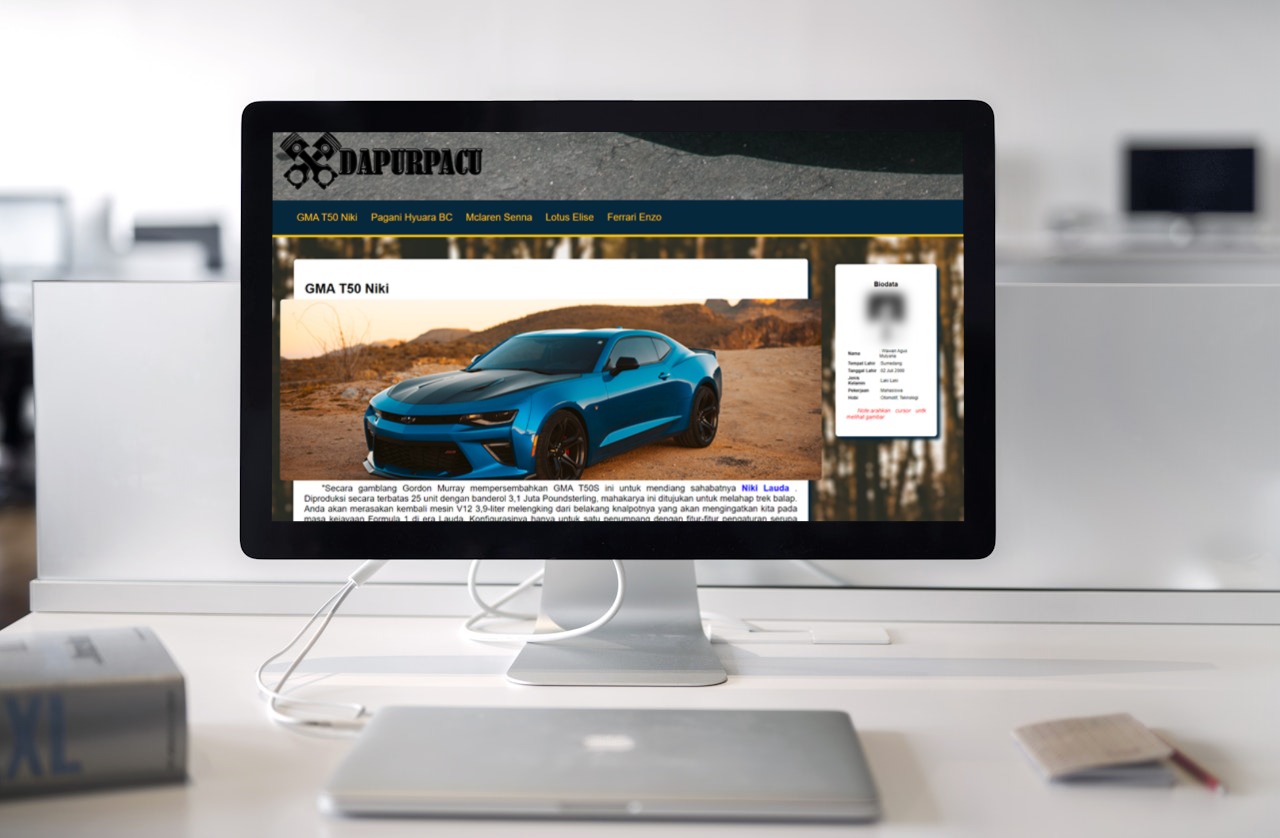 DAPURPACU
GMA T50 Niki Pagani Hyuara BC Mclaren Senna Lotus Elise Ferrari Enzo
GMA T50 Niki
"Secara gamblang Gordon Murray mempersembahkan GMA T50S ini untuk mendiang sahabatnya Niki Lauda .
Diproduksi secara terbatas 25 unit dengan banderol 3,1 Juta Poundsterling, mahakarya ini ditujukan untuk melahap trek balap.
Anda akan merasakan kembali mesin V12 3,9-liter melengking dari belakang knalpotnya yang akan mengingatkan kita pada
masa kejayaan Formula 1 di era Lauda. Konfigurasinya hanya untuk satu penumpang dengan fitur-fitur pengaturan serupa
Biodata
Nama : Wawan Agus
Mulyana
Tempat Lahir : Sumedang
Tanggal Lahir : 02 Juli
Jenis
Kelamin : Laki Laki
Pekerjaan : Mahasiswa
Hobi : Otomotif, Teknologi
Note:arahkan cursor untk
melihat gambar
XL